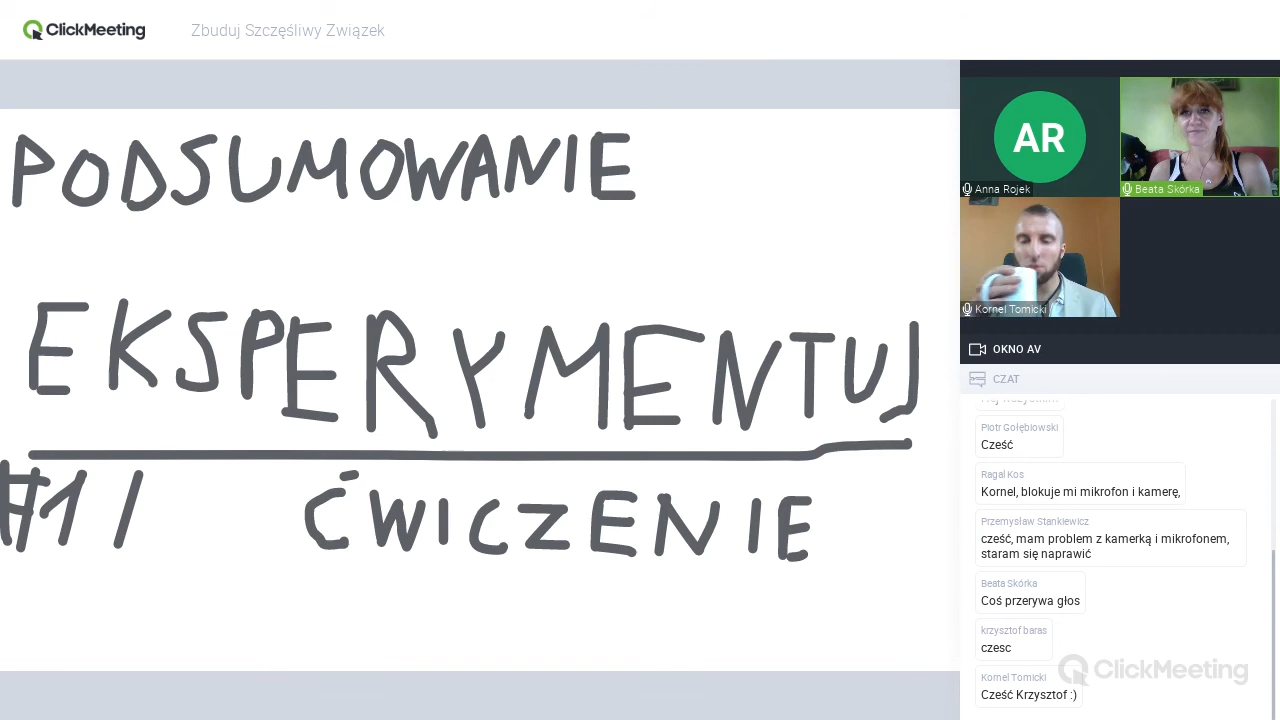 ClickMeeting
Zbuduj Szczęśliwy Związek
PODSUMOWANIE
EKSPERYMENTUJ
#1/ ĆWICZENIE
AR
Anna Rojek
Beata Skórka
Kornel Tomicki
OKNO AV
CZAT
Piotr Gołębiowski
Cześć
Ragal Kos
Kornel, blokuje mi mikrofon i kamerę,
Przemysław Stankiewicz
cześć, mam problem z kamerką i mikrofonem,
staram się naprawić
Beata Skórka
Coś przerywa głos
krzysztof baras
czesc
Kornel Tomicki
Cześć Krzysztof :)
ClickMeeting